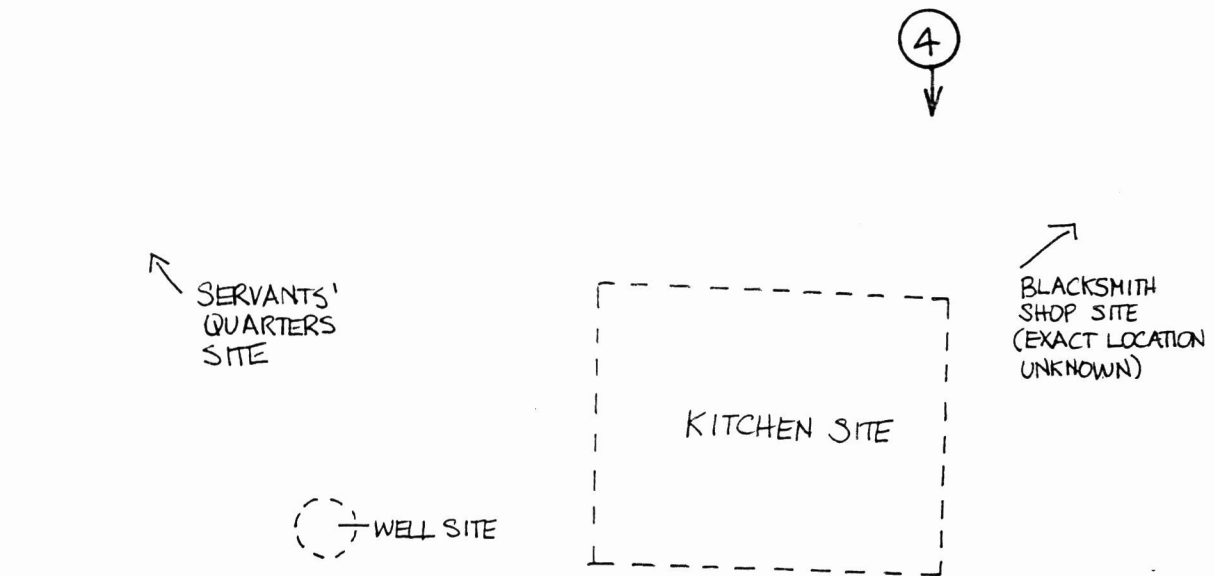 4
SERVANTS'
QUARTERS
SITE
BLACKSMITH
SHOP SITE
(EXACT LOCATION
UNKNOWN)
KITCHEN SITE
WELL SITE